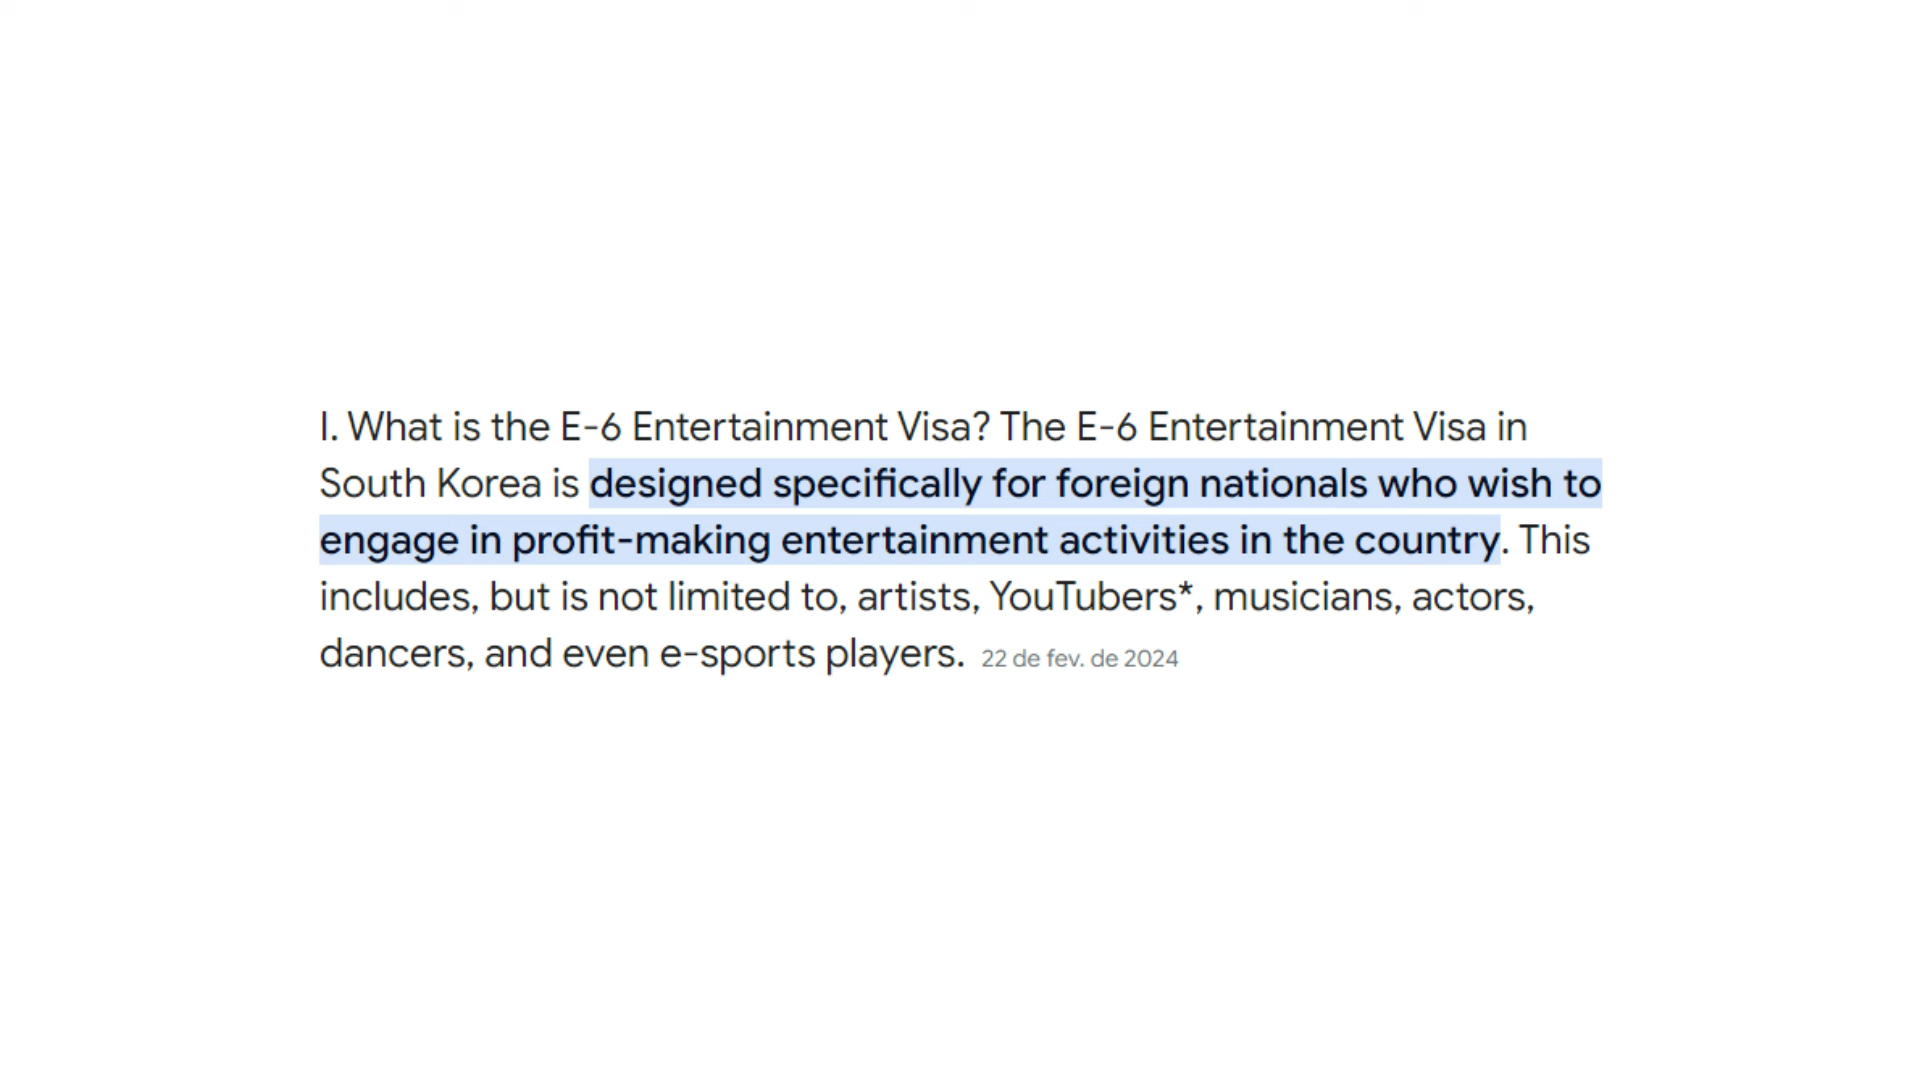 I. What is the E-6 Entertainment Visa? The E-6 Entertainment Visa in
South Korea is designed specifically for foreign nationals who wish to
engage in profit-making entertainment activities in the country. This
includes, but is not limited to, artists, YouTubers*, musicians, actors,
dancers, and even e-sports players. 22 de fev. de 2024